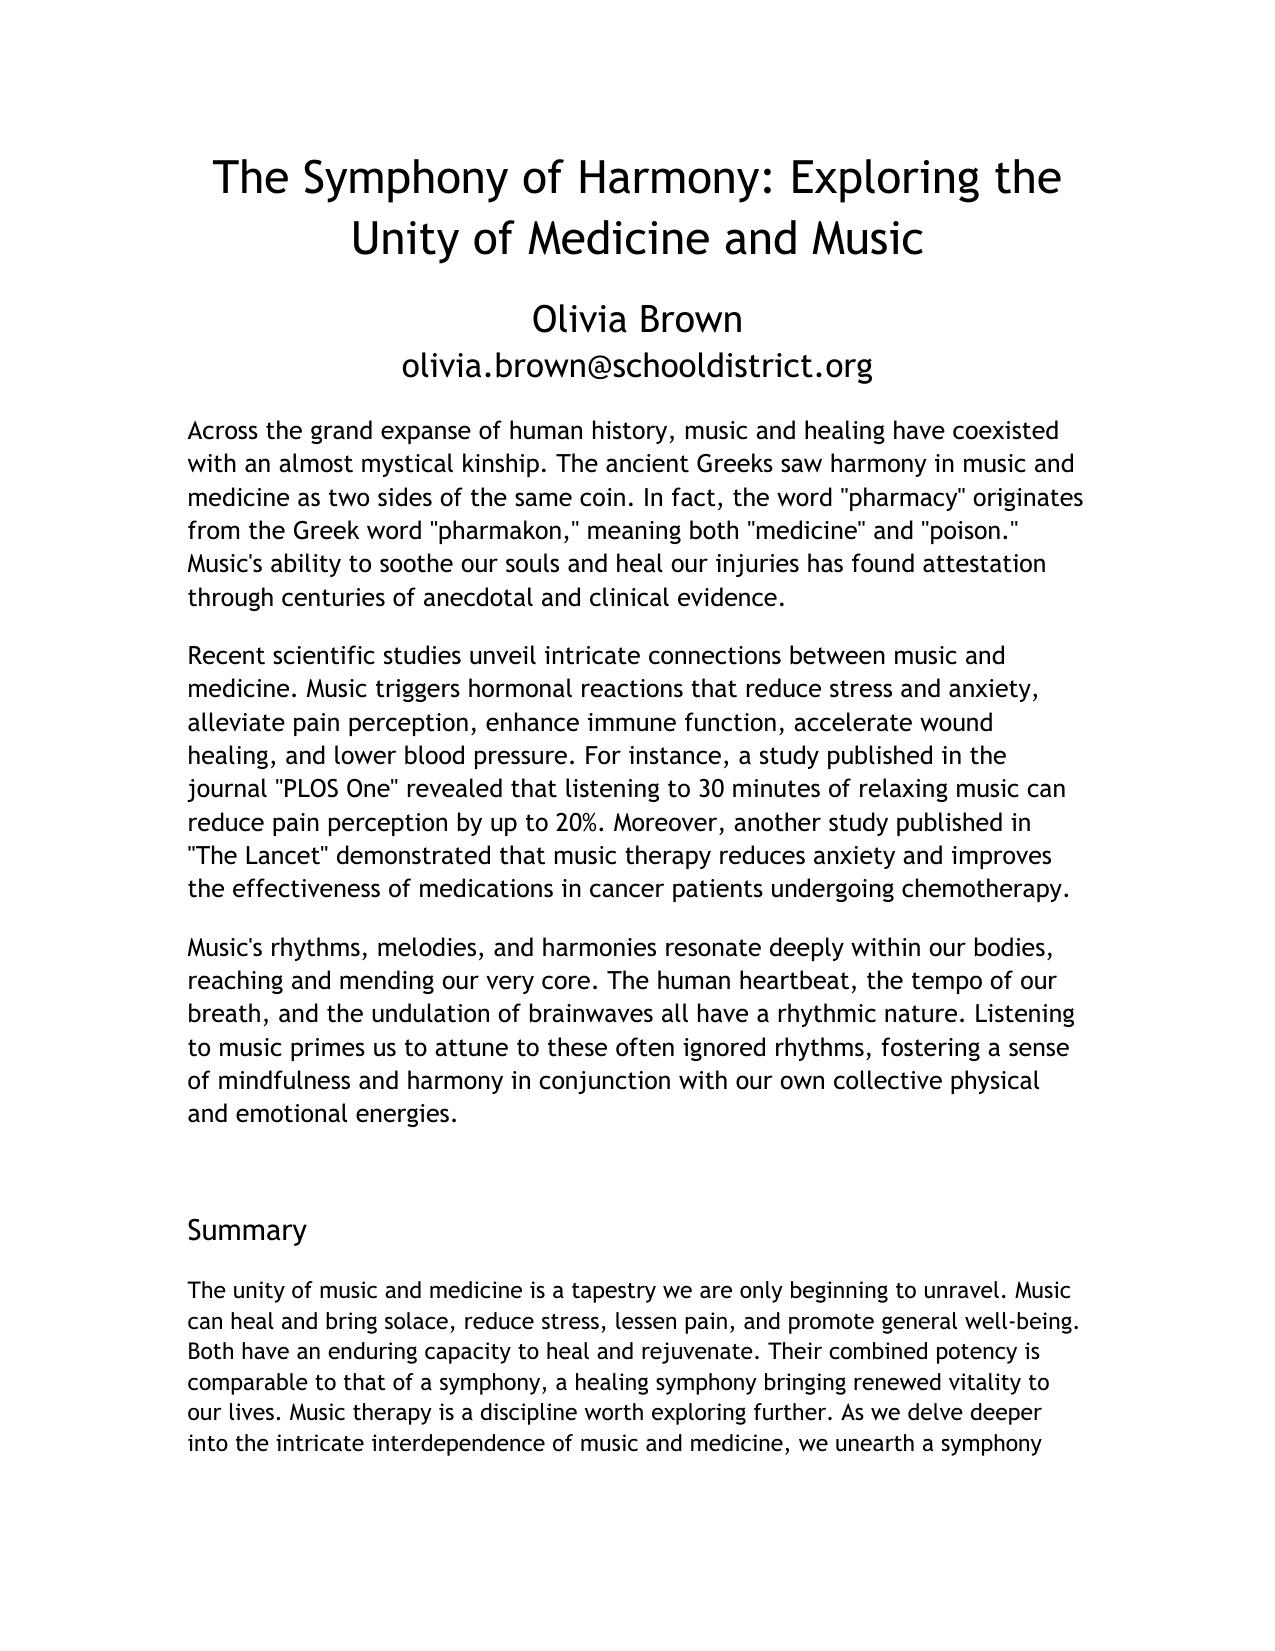 The Symphony of Harmony: Exploring the
Unity of Medicine and Music
Olivia Brown
olivia.brown@schooldistrict.org
Across the grand expanse of human history, music and healing have coexisted
with an almost mystical kinship. The ancient Greeks saw harmony in music and
medicine as two sides of the same coin. In fact, the word "pharmacy" originates
from the Greek word "pharmakon," meaning both "medicine" and "poison."
Music's ability to soothe our souls and heal our injuries has found attestation
through centuries of anecdotal and clinical evidence.
Recent scientific studies unveil intricate connections between music and
medicine. Music triggers hormonal reactions that reduce stress and anxiety,
alleviate pain perception, enhance immune function, accelerate wound
healing, and lower blood pressure. For instance, a study published in the
journal "PLOS One" revealed that listening to 30 minutes of relaxing music can
reduce pain perception by up to 20%. Moreover, another study published in
"The Lancet" demonstrated that music therapy reduces anxiety and improves
the effectiveness of medications in cancer patients undergoing chemotherapy.
Music's rhythms, melodies, and harmonies resonate deeply within our bodies,
reaching and mending our very core. The human heartbeat, the tempo of our
breath, and the undulation of brainwaves all have a rhythmic nature. Listening
to music primes us to attune to these often ignored rhythms, fostering a sense
of mindfulness and harmony in conjunction with our own collective physical
and emotional energies.
Summary
The unity of music and medicine is a tapestry we are only beginning to unravel. Music
can heal and bring solace, reduce stress, lessen pain, and promote general well-being.
Both have an enduring capacity to heal and rejuvenate. Their combined potency is
comparable to that of a symphony, a healing symphony bringing renewed vitality to
our lives. Music therapy is a discipline worth exploring further. As we delve deeper
into the intricate interdependence of music and medicine, we unearth a symphony